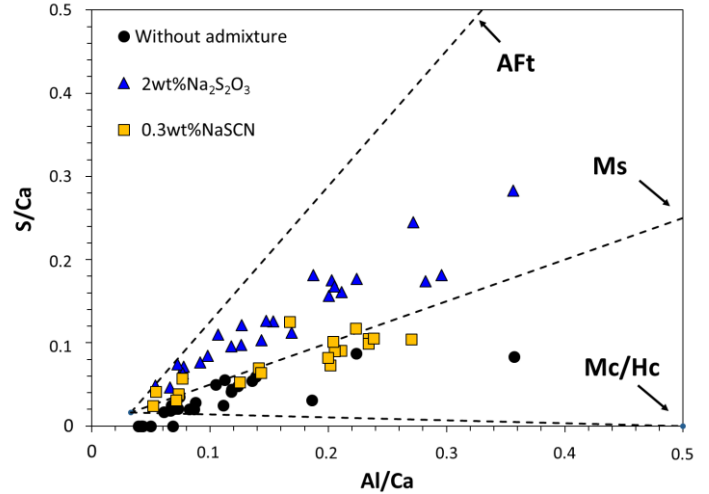 0.5
0.4
0.3
0.2
0.1
0
S/Ca
Without admixture
2wt%Na₂S₂O₃
0.3wt%NaSCN
AFt
Ms
Mc/Hc
0 0.1 0.2 0.3 0.4 0.5
Al/Ca